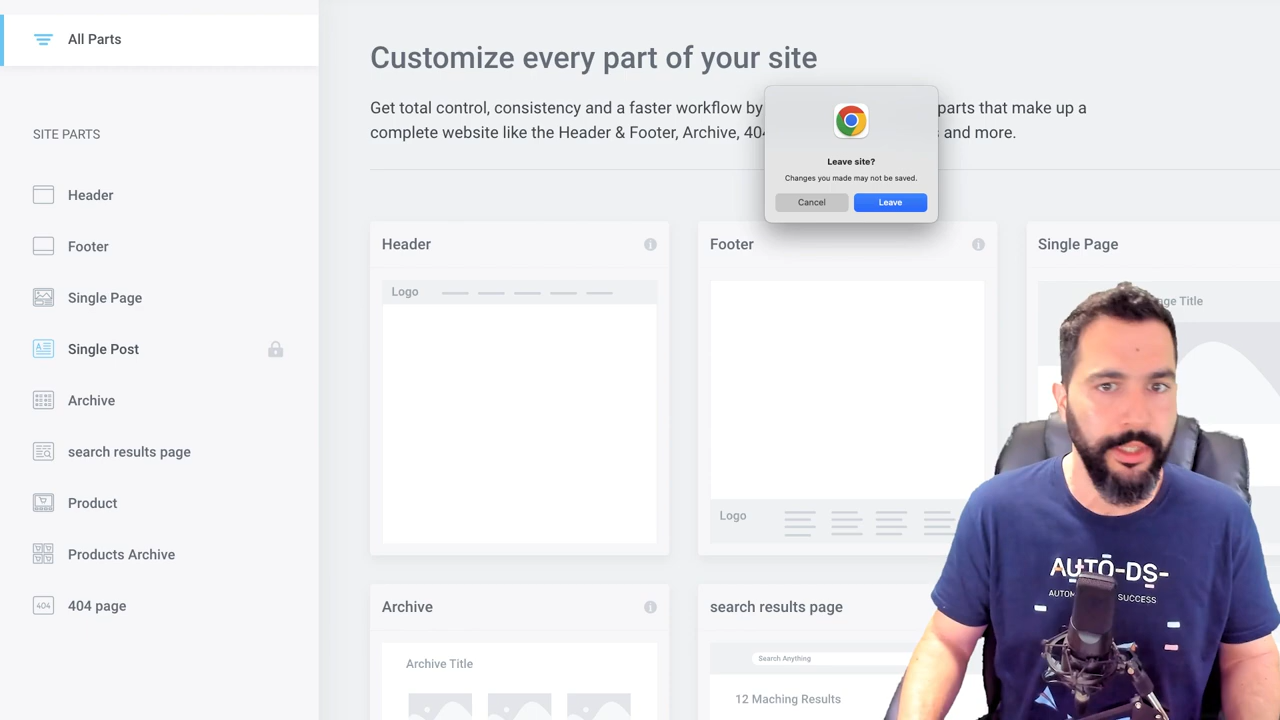 All Parts
SITE PARTS
Header
Footer
Single Page
Single Post
Archive
search results page
Product
Products Archive
404
404 page
Customize every part of your site
Get total control, consistency and a faster workflow by
parts that make up a
complete website like the Header & Footer, Archive, 404
and more.
Leave site?
Changes you made may not be saved.
Cancel
Leave
Header
Logo
Footer
Logo
Single Page
Title
Archive
Archive Title
search results page
Search Anything
12 Maching Results
AUTO-DS-
SUCCESS